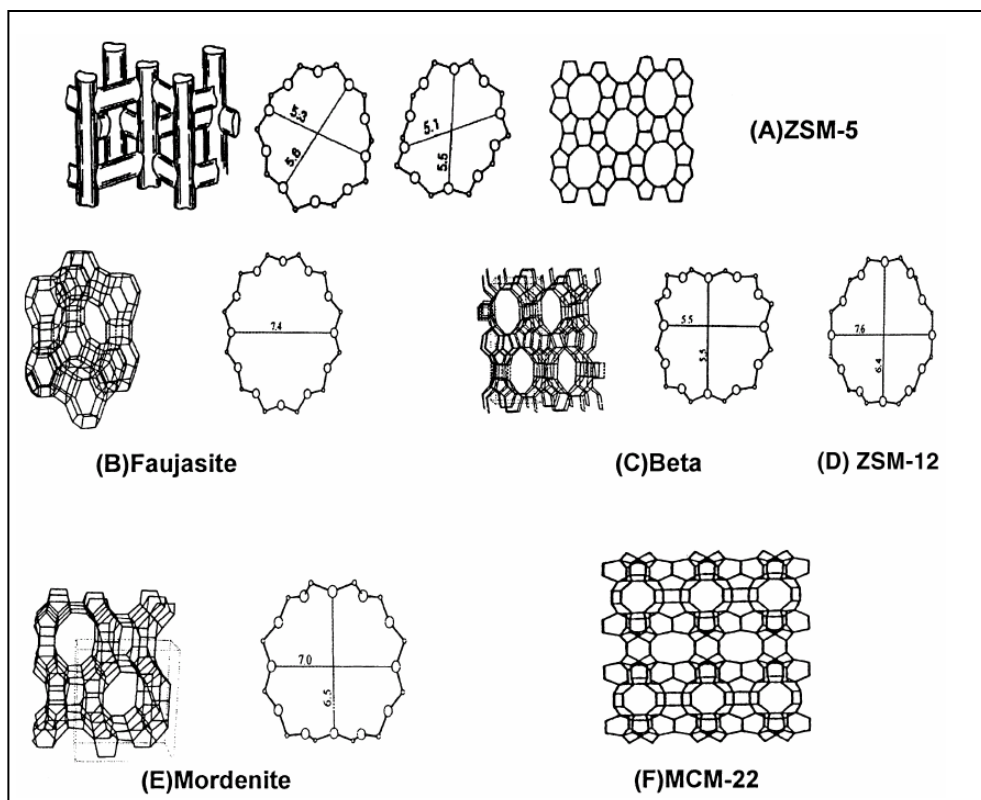 5.3
5.6
5.1
5.5
(A)ZSM-5
7.4
(B)Faujasite
5.5
5.5
(C)Beta
7.6
6.4
(D) ZSM-12
7.0
6.5
(E)Mordenite
(F)MCM-22